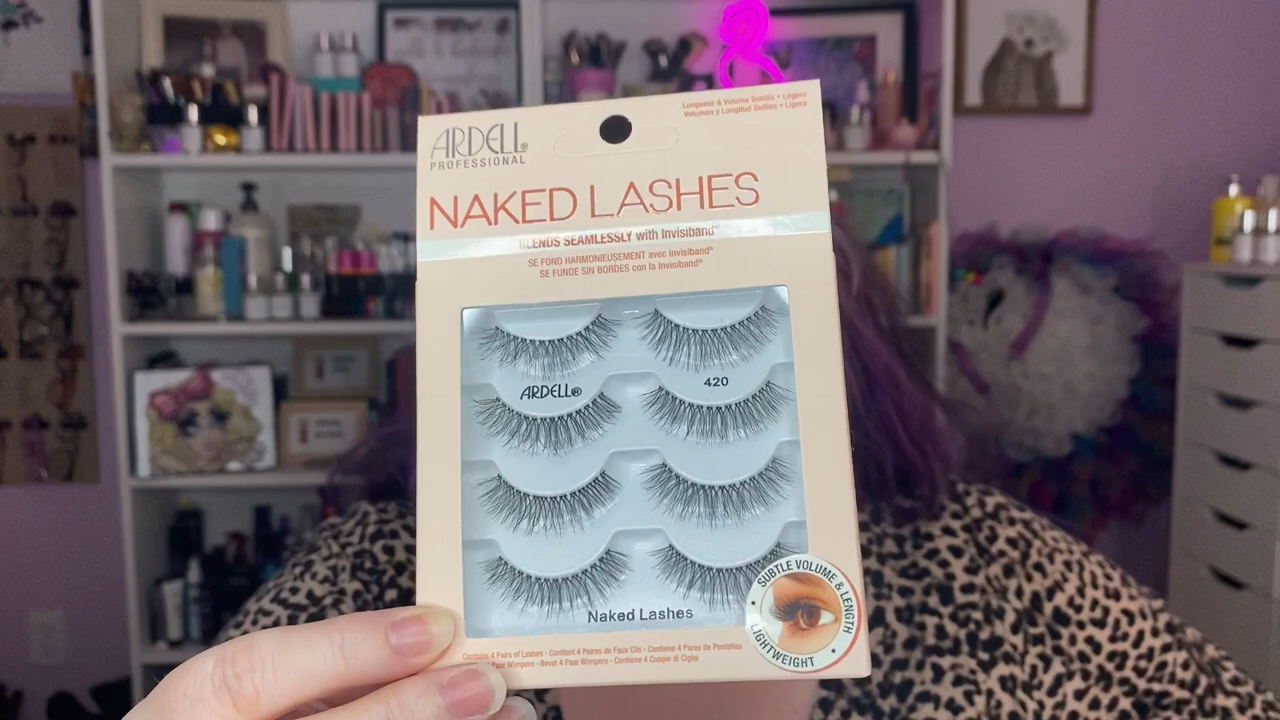 Longueur & Volume Subtils • Légers
Volumen y Longitud Sutiles • Ligera
ARDELL®
PROFESSIONAL
NAKED LASHES
BLENDS SEAMLESSLY with Invisiband®
SE FOND HARMONIEUSEMENT avec Invisiband®
SE FUNDE SIN BORDES con la Invisiband®
ARDELL®
420
Naked Lashes
SUBTLE VOLUME & LENGTH
• LIGHTWEIGHT •
Contains 4 Pairs of Lashes - Contient 4 Paires de Faux Cils - Contiene 4 Pares de Pestañas
Paar Wimpern - Bevat 4 Paar Wimpers - Contiene 4 Coppie di Ciglia